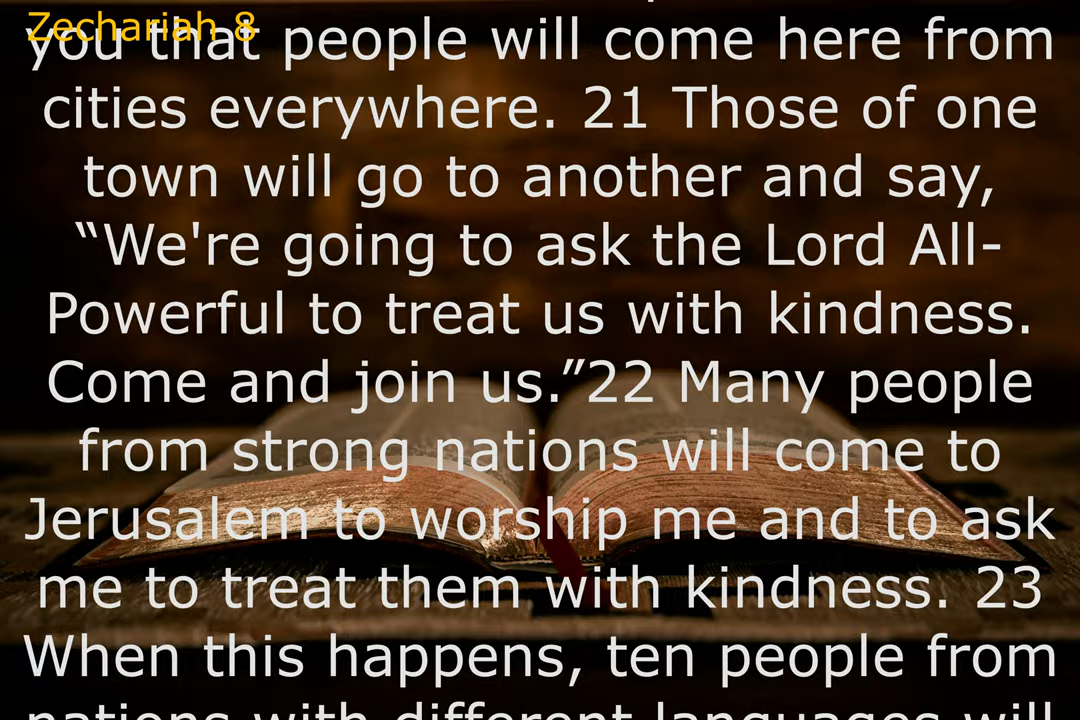 Zechariah 8
you that people will come here from
cities everywhere. 21 Those of one
town will go to another and say,
“We're going to ask the Lord All-
Powerful to treat us with kindness.
Come and join us.”22 Many people
from strong nations will come to
Jerusalem to worship me and to ask
me to treat them with kindness. 23
When this happens, ten people from
nations with different languages will